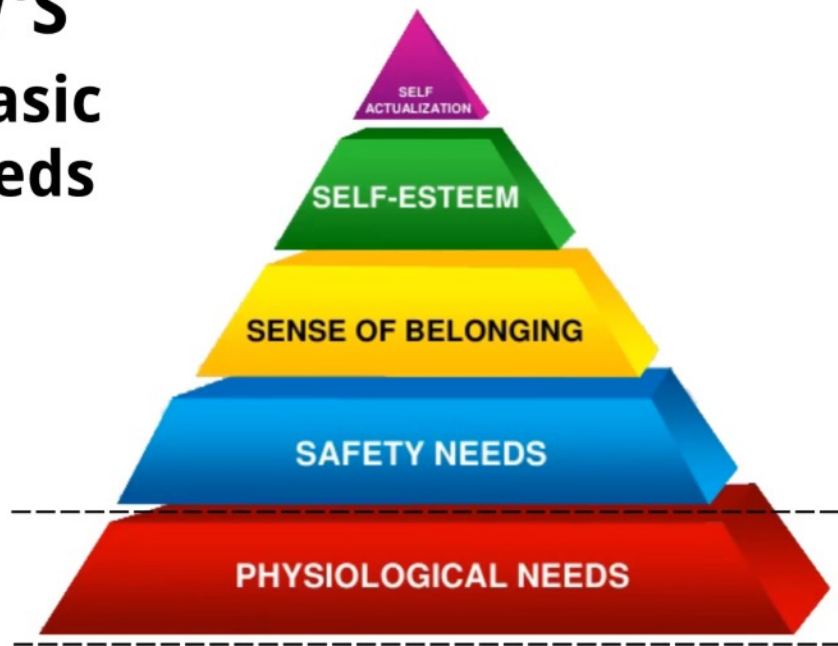 'S
asic
eds
SELF
ACTUALIZATION
SELF-ESTEEM
SENSE OF BELONGING
SAFETY NEEDS
PHYSIOLOGICAL NEEDS